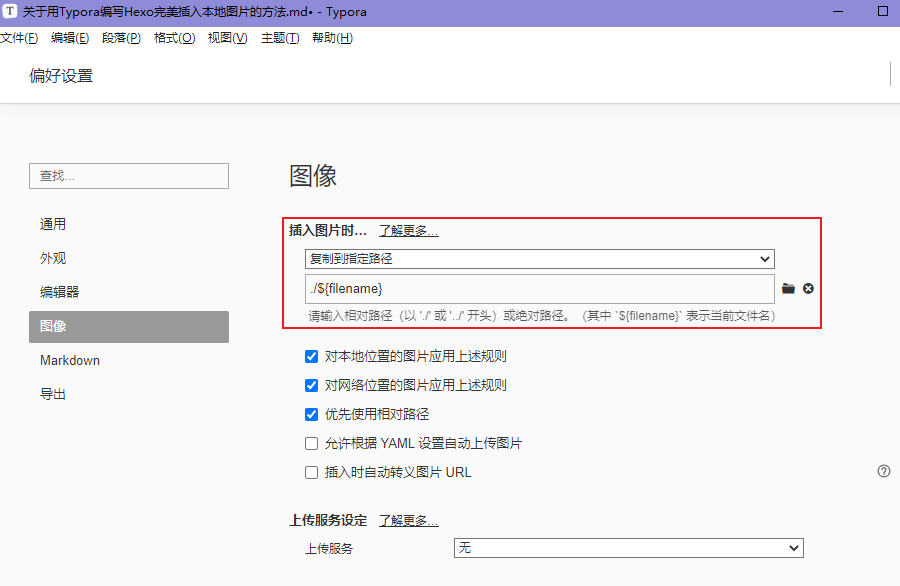 T 关于用Typora编写Hexo完美插入本地图片的方法.md• - Typora
文件(F) 编辑(E) 段落(P) 格式(O) 视图(V) 主题(T) 帮助(H)
偏好设置
查找...
通用
外观
编辑器
图像
Markdown
导出
图像
插入图片时... 了解更多...
复制到指定路径
./${filename}
请输入相对路径（以 './' 或 '../' 开头）或绝对路径。（其中 `${filename}` 表示当前文件名）
对本地位置的图片应用上述规则
对网络位置的图片应用上述规则
优先使用相对路径
允许根据 YAML 设置自动上传图片
插入时自动转义图片 URL
上传服务设定 了解更多...
上传服务 无